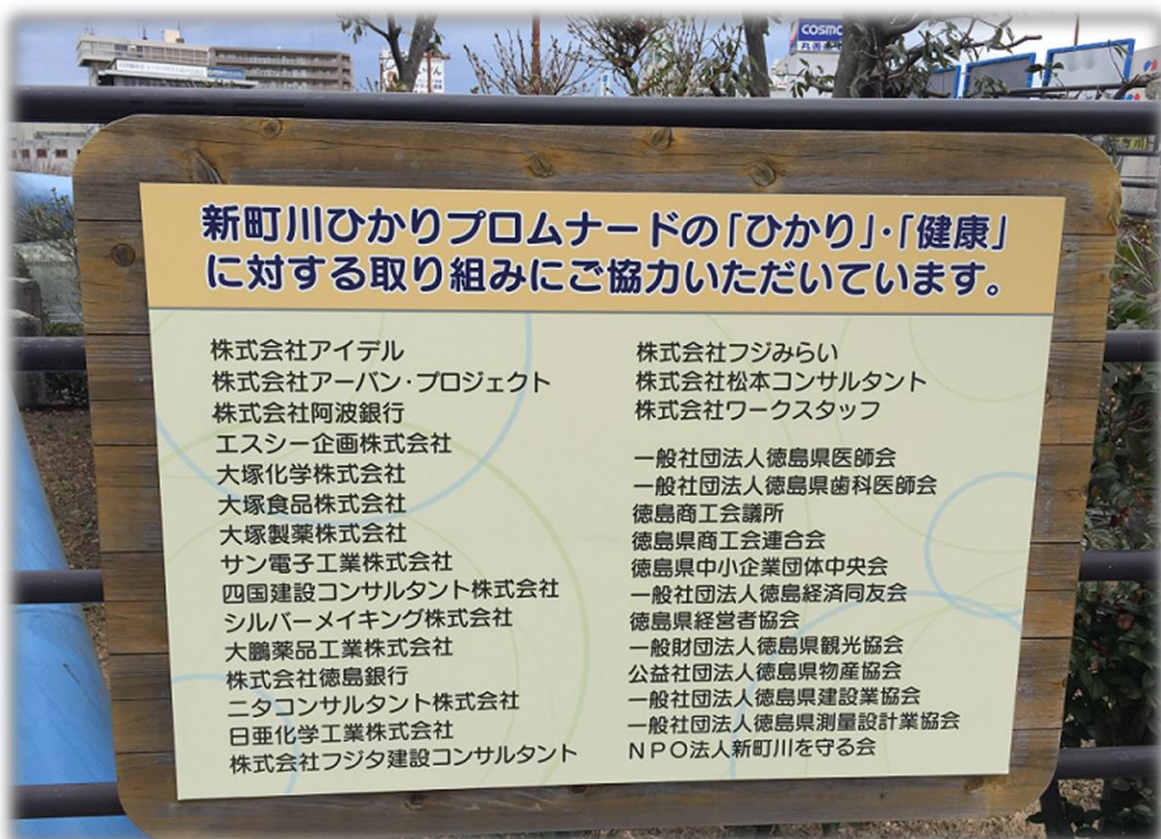 COSMO
新町川ひかりプロムナードの「ひかり」・「健康」
に対する取り組みにご協力いただいています。
株式会社アイデル
株式会社アーバン・プロジェクト
株式会社阿波銀行
エスシー企画株式会社
大塚化学株式会社
大塚食品株式会社
大塚製薬株式会社
サン電子工業株式会社
四国建設コンサルタント株式会社
シルバーメイキング株式会社
大鵬薬品工業株式会社
株式会社徳島銀行
ニタコンサルタント株式会社
日亜化学工業株式会社
株式会社フジタ建設コンサルタント
株式会社フジみらい
株式会社松本コンサルタント
株式会社ワークスタッフ
一般社団法人徳島県医師会
一般社団法人徳島県歯科医師会
徳島商工会議所
徳島県商工会連合会
徳島県中小企業団体中央会
一般社団法人徳島経済同友会
徳島県経営者協会
一般財団法人徳島県観光協会
公益社団法人徳島県物産協会
一般社団法人徳島県建設業協会
一般社団法人徳島県測量設計業協会
NPO法人新町川を守る会